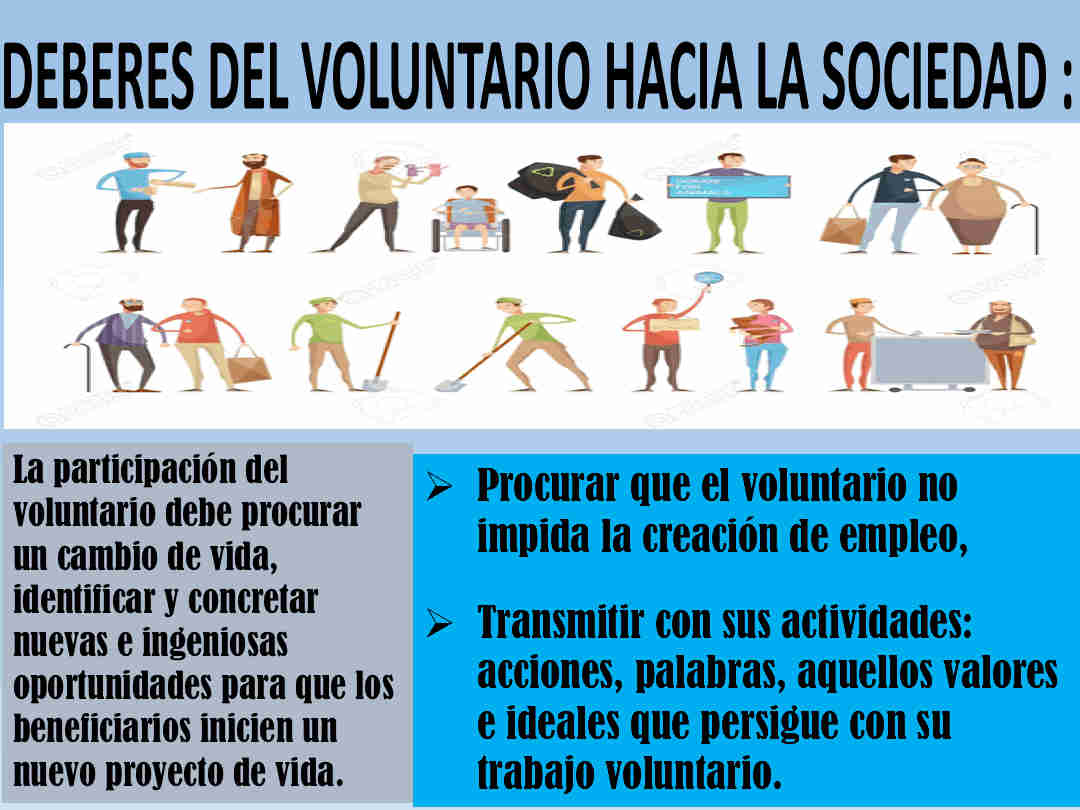 DEBERES DEL VOLUNTARIO HACIA LA SOCIEDAD :
La participación del
voluntario debe procurar
un cambio de vida,
identificar y concretar
nuevas e ingeniosas
oportunidades para que los
beneficiarios inicien un
nuevo proyecto de vida.
➢ Procurar que el voluntario no
impida la creación de empleo,
➢ Transmitir con sus actividades:
acciones, palabras, aquellos valores
e ideales que persigue con su
trabajo voluntario.